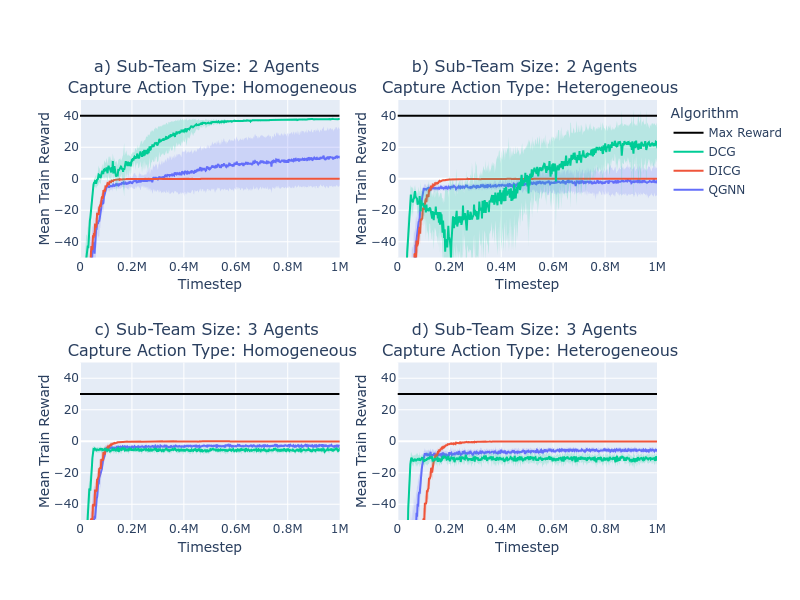 a) Sub-Team Size: 2 Agents
Capture Action Type: Homogeneous
b) Sub-Team Size: 2 Agents
Capture Action Type: Heterogeneous
Mean Train Reward
40
20
0
−20
−40
0 0.2M 0.4M 0.6M 0.8M 1M
Timestep
Mean Train Reward
40
20
0
−20
−40
0 0.2M 0.4M 0.6M 0.8M 1M
Timestep
Algorithm
Max Reward
DCG
DICG
QGNN
c) Sub-Team Size: 3 Agents
Capture Action Type: Homogeneous
d) Sub-Team Size: 3 Agents
Capture Action Type: Heterogeneous
Mean Train Reward
40
20
0
−20
−40
0 0.2M 0.4M 0.6M 0.8M 1M
Timestep
Mean Train Reward
40
20
0
−20
−40
0 0.2M 0.4M 0.6M 0.8M 1M
Timestep